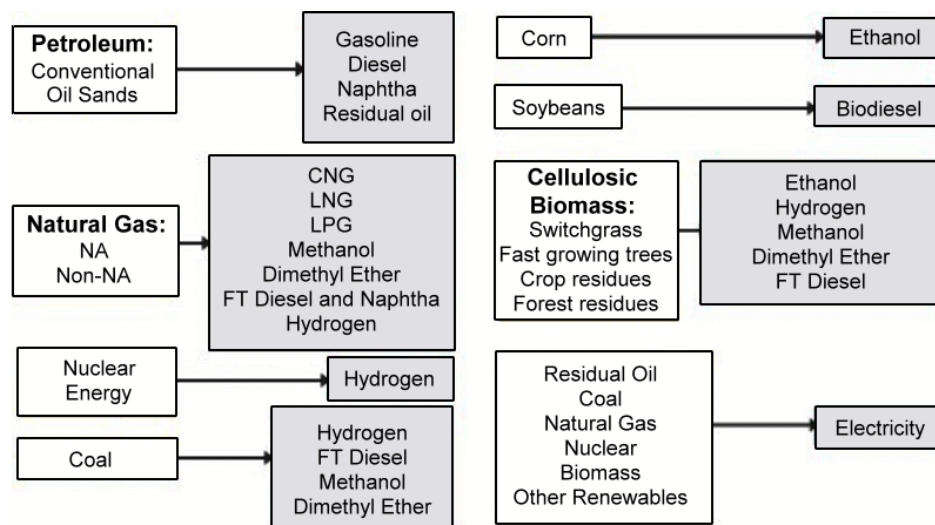 Petroleum:
Conventional
Oil Sands
Gasoline
Diesel
Naphtha
Residual oil
Natural Gas:
NA
Non-NA
CNG
LNG
LPG
Methanol
Dimethyl Ether
FT Diesel and Naphtha
Hydrogen
Nuclear
Energy
Hydrogen
Coal
Hydrogen
FT Diesel
Methanol
Dimethyl Ether
Corn
Ethanol
Soybeans
Biodiesel
Cellulosic
Biomass:
Switchgrass
Fast growing trees
Crop residues
Forest residues
Ethanol
Hydrogen
Methanol
Dimethyl Ether
FT Diesel
Residual Oil
Coal
Natural Gas
Nuclear
Biomass
Other Renewables
Electricity